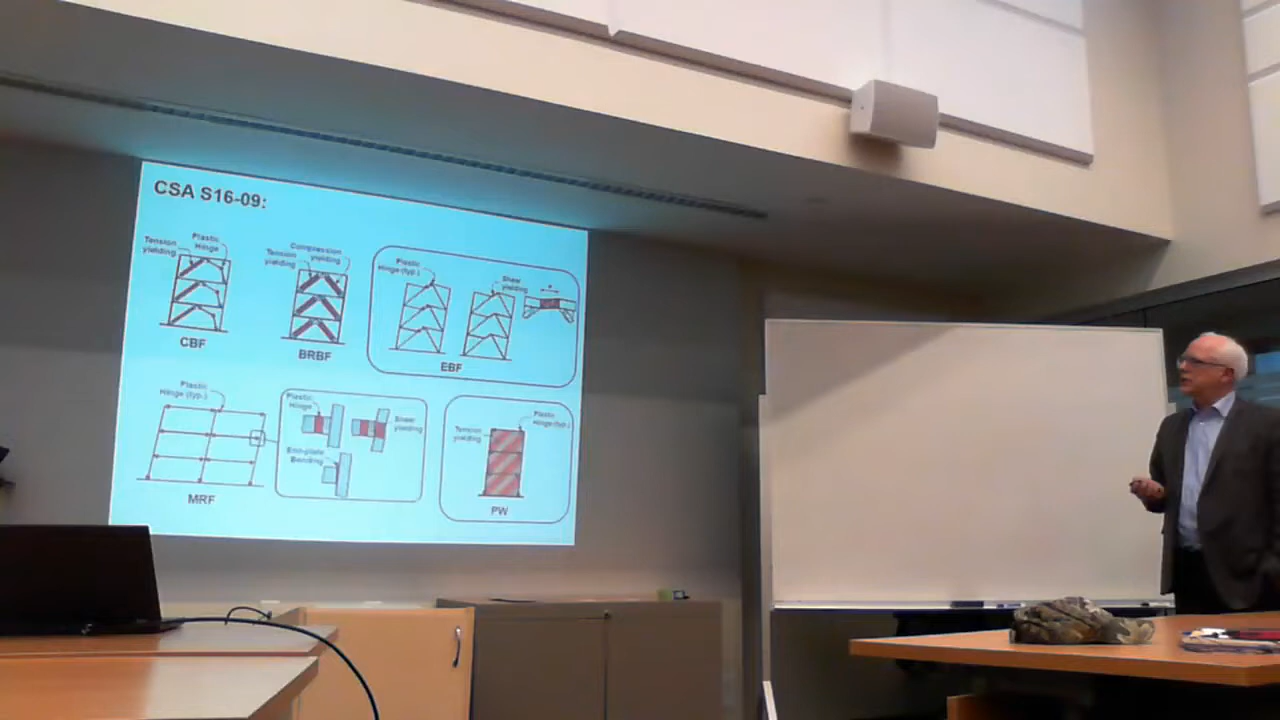 CSA S16-09:
Tension
yielding
Plastic
Hinge
CBF
Compression
yielding
Tension
yielding
BRBF
Plastic
Hinge (typ.)
Shear
yielding
EBF
Plastic
Hinge (typ.)
MRF
Plastic
Hinge
Shear
yielding
End-plate
Bending
Tension
yielding
Plastic
Hinge (typ.)
PW